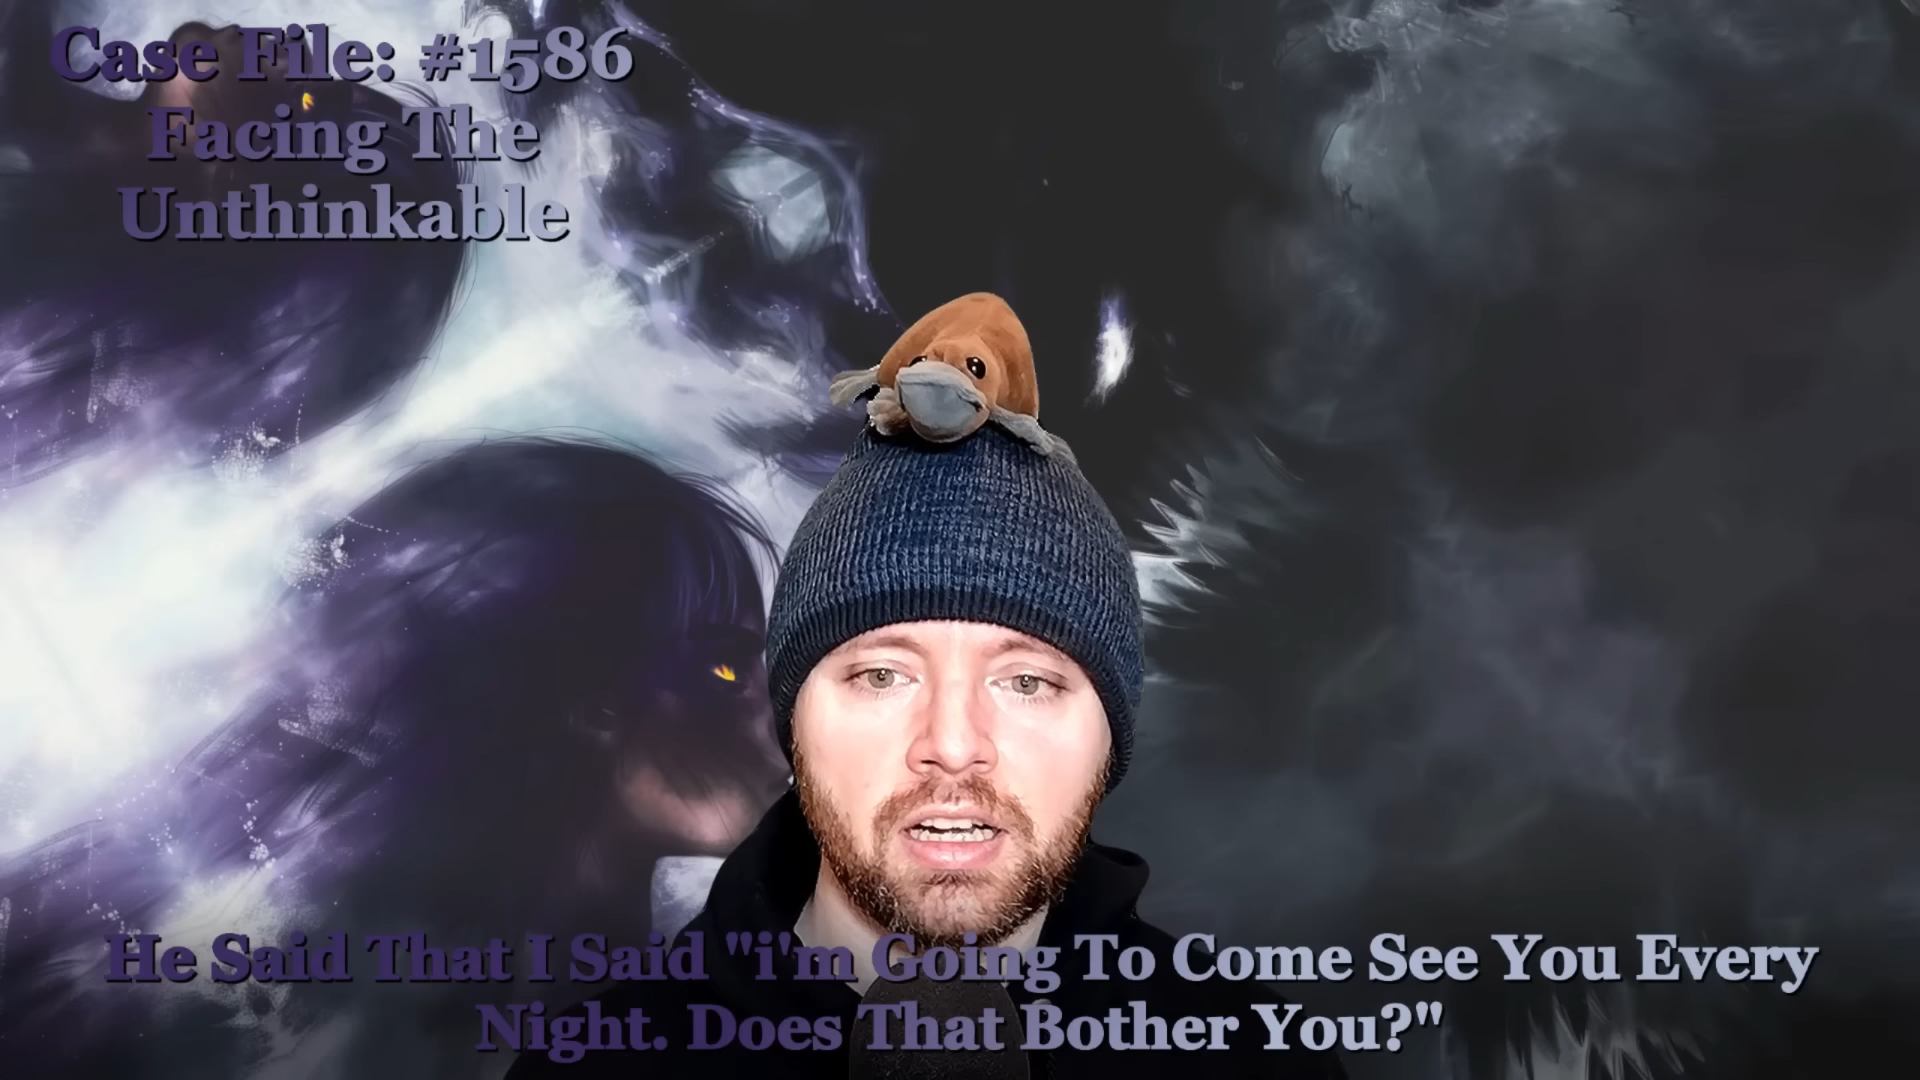 Case File: #1586
Facing The
Unthinkable
He Said That I Said "i'm Going To Come See You Every
Night. Does That Bother You?"